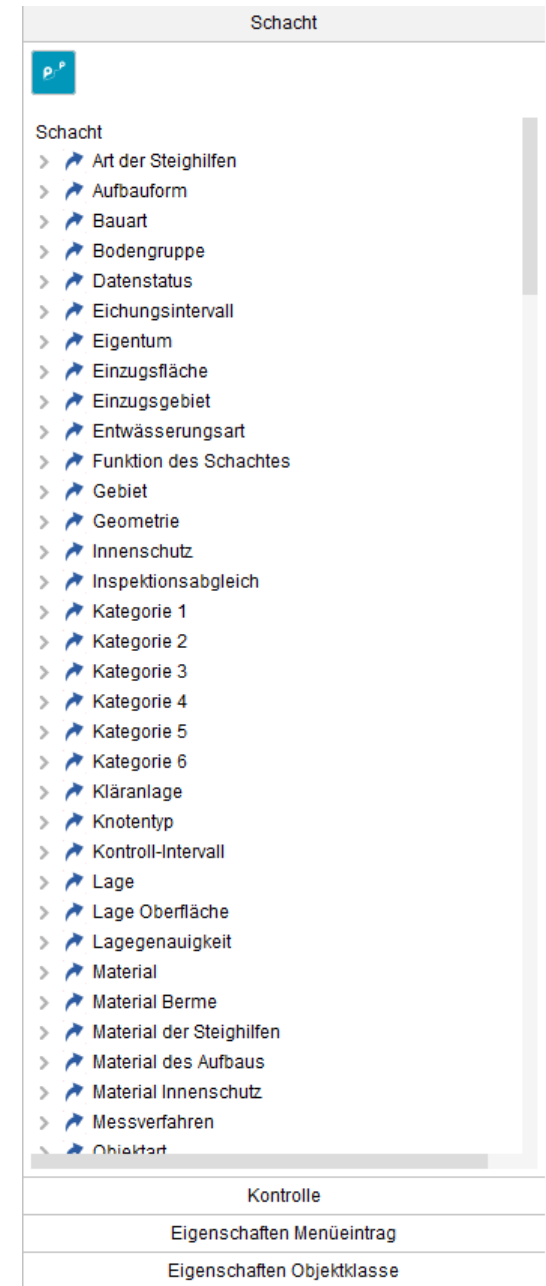 Schacht
Schacht
Art der Steighilfen
Aufbauform
Bauart
Bodengruppe
Datenstatus
Eichungsintervall
Eigentum
Einzugsfläche
Einzugsgebiet
Entwässerungsart
Funktion des Schachtes
Gebiet
Geometrie
Innenschutz
Inspektionsabgleich
Kategorie 1
Kategorie 2
Kategorie 3
Kategorie 4
Kategorie 5
Kategorie 6
Kläranlage
Knotentyp
Kontroll-Intervall
Lage
Lage Oberfläche
Lagegenauigkeit
Material
Material Berme
Material der Steighilfen
Material des Aufbaus
Material Innenschutz
Messverfahren
Objektart
Kontrolle
Eigenschaften Menüeintrag
Eigenschaften Objektklasse